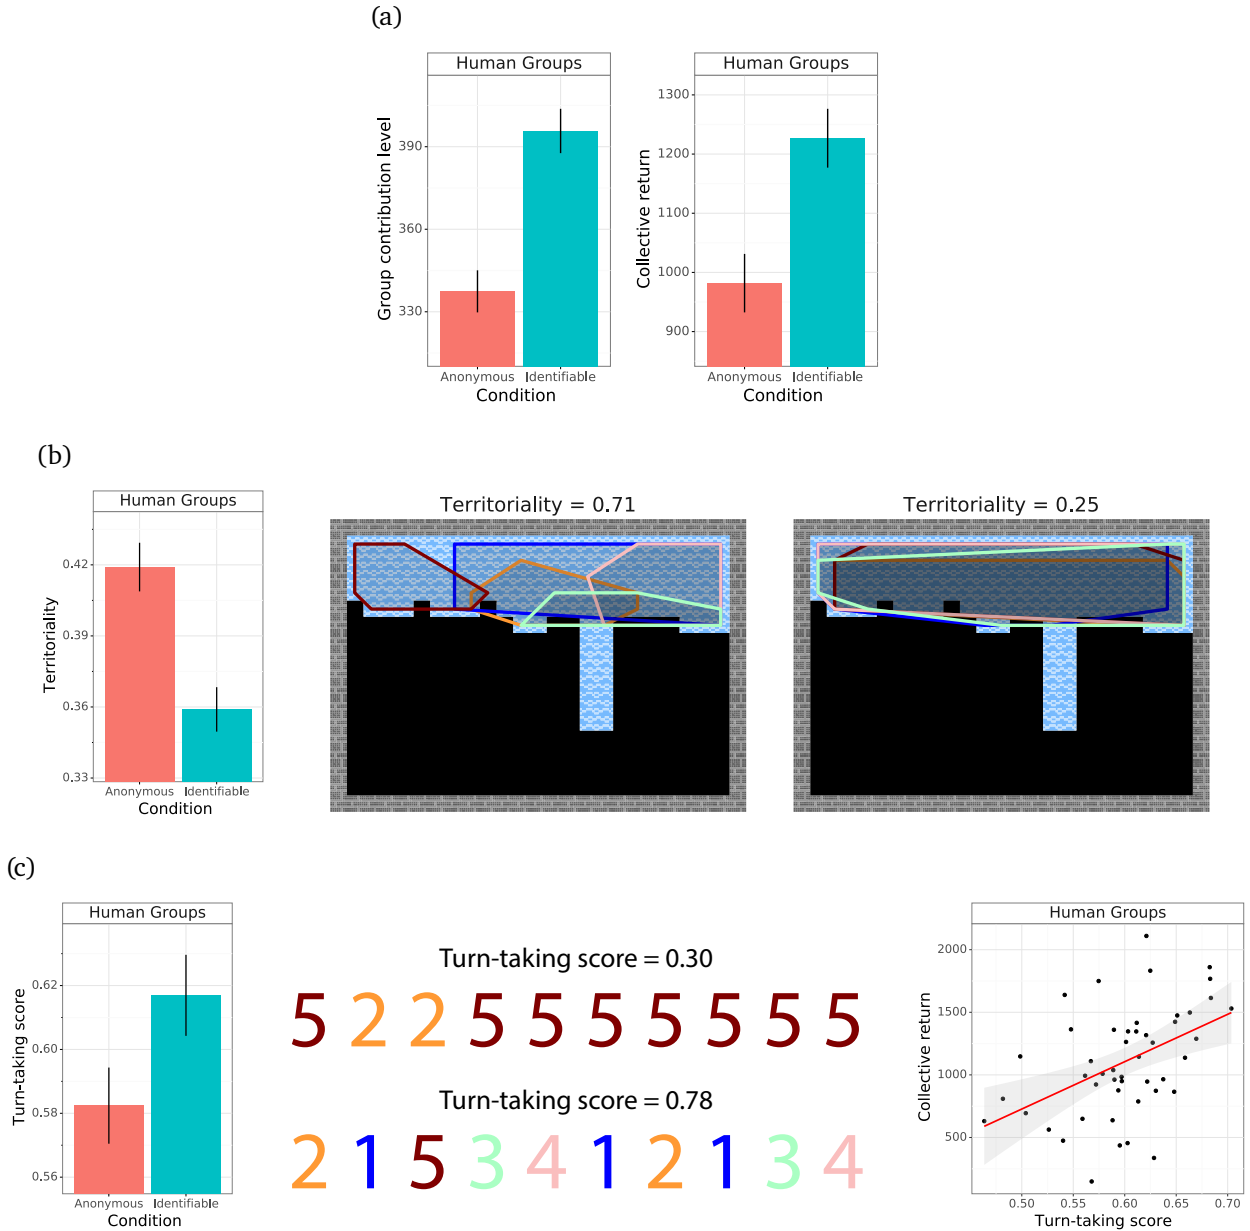 (a)
Human Groups
Group contribution level
390
360
330
Anonymous Identifiable
Condition
Human Groups
Collective return
1300
1200
1100
1000
900
Anonymous Identifiable
Condition
(b)
Human Groups
Territoriality
0.42
0.39
0.36
0.33
Anonymous Identifiable
Condition
Territoriality = 0.71
Territoriality = 0.25
(c)
Human Groups
Turn-taking score
0.62
0.60
0.58
0.56
Anonymous Identifiable
Condition
Turn-taking score = 0.30
5 2 2 5 5 5 5 5 5 5
Turn-taking score = 0.78
2 1 5 3 4 1 2 1 3 4
Human Groups
Collective return
2000
1500
1000
500
0.50 0.55 0.60 0.65 0.70
Turn-taking score